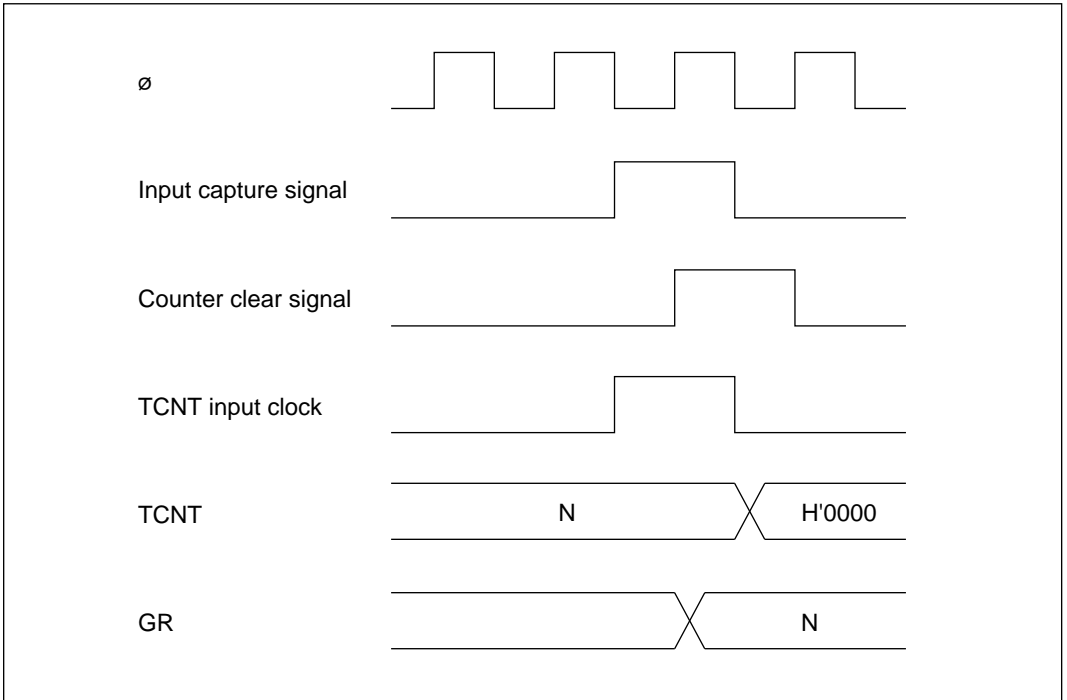 ø
Input capture signal
Counter clear signal
TCNT input clock
TCNT
N
H'0000
GR
N